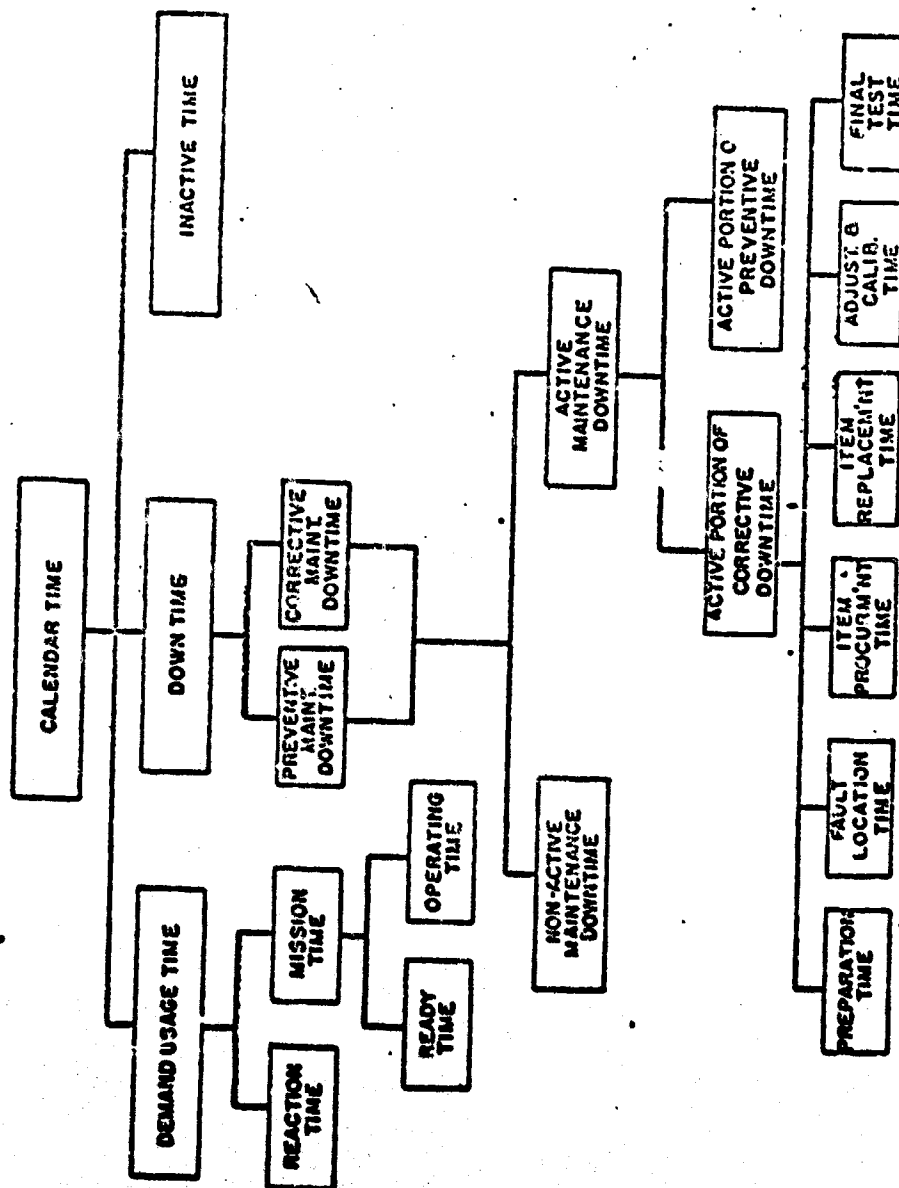 CALENDAR TIME
DEMAND USAGE TIME
DOWN TIME
INACTIVE TIME
REACTION
TIME
MISSION
TIME
PREVENTIVE
MAINT.
DOWNTIME
CORRECTIVE
MAINT.
DOWNTIME
READY
TIME
OPERATING
TIME
NON-ACTIVE
MAINTENANCE
DOWNTIME
ACTIVE
MAINTENANCE
DOWNTIME
ACTIVE PORTION OF
CORRECTIVE
DOWNTIME
ACTIVE PORTION O
PREVENTIVE
DOWNTIME
PREPARATION
TIME
FAULT
LOCATION
TIME
ITEM
PROCURM'NT
TIME
ITEM
REPLACEM'NT
TIME
ADJUST. &
CALIB.
TIME
FINAL
TEST
TIME